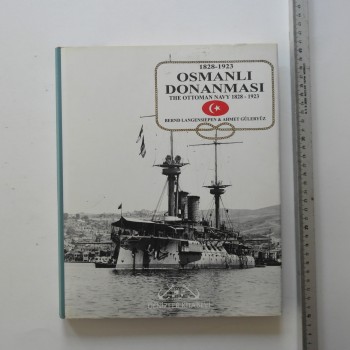 1828-1923
OSMANLI
DONANMASI
THE OTTOMAN NAVY 1828 - 1923
BERND LANGENSIEPEN & AHMET GÜLERYÜZ